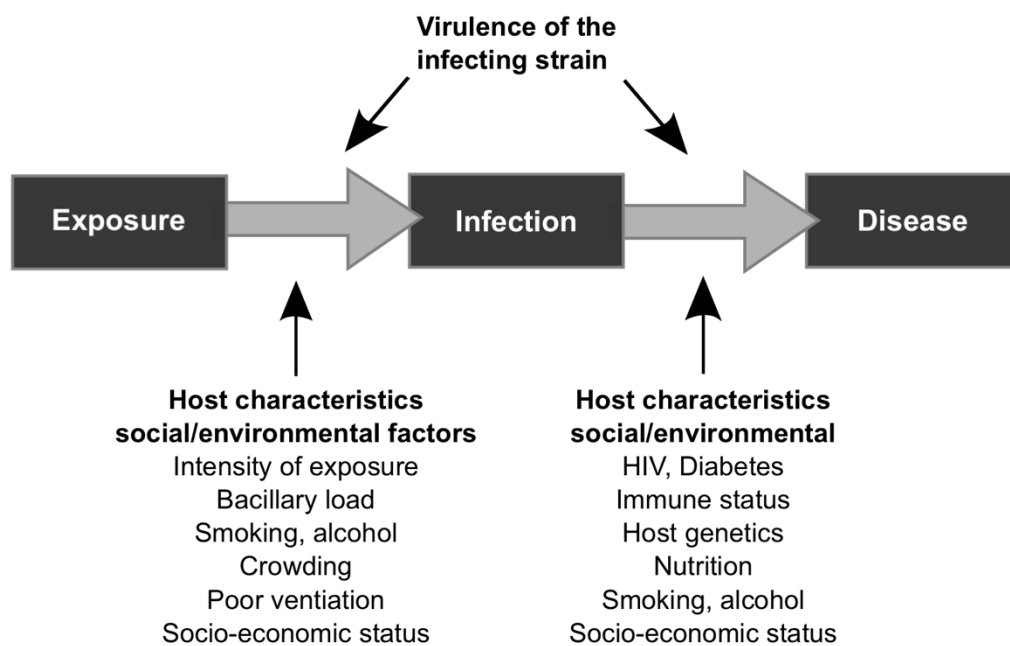 Virulence of the
infecting strain
Exposure
Infection
Disease
Host characteristics
social/environmental factors
Intensity of exposure
Bacillary load
Smoking, alcohol
Crowding
Poor ventiation
Socio-economic status
Host characteristics
social/environmental
HIV, Diabetes
Immune status
Host genetics
Nutrition
Smoking, alcohol
Socio-economic status